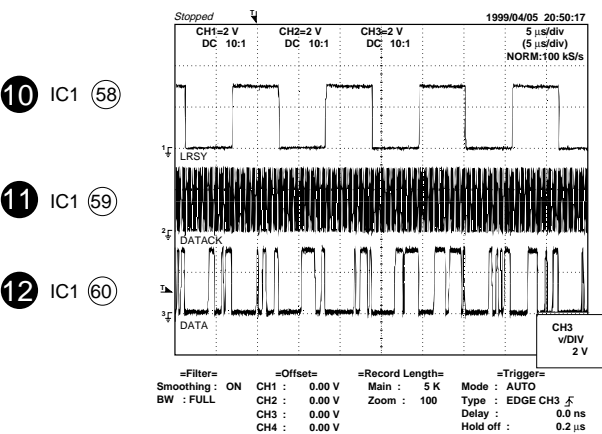 Stopped
T
1999/04/05 20:50:17
CH1=2 V
DC 10:1
CH2=2 V
DC 10:1
CH3=2 V
DC 10:1
5 µs/div
(5 µs/div)
NORM:100 kS/s
10 IC1 58
1
LRSY
11 IC1 59
2
DATACK
12 IC1 60
T
3
DATA
CH3
v/DIV
2 V
=Filter= =Offset= =Record Length= =Trigger=
Smoothing : ON CH1 : 0.00 V Main : 5 K Mode : AUTO
BW : FULL CH2 : 0.00 V Zoom : 100 Type : EDGE CH3
CH3 : 0.00 V Delay : 0.0 ns
CH4 : 0.00 V Hold off : 0.2 µs